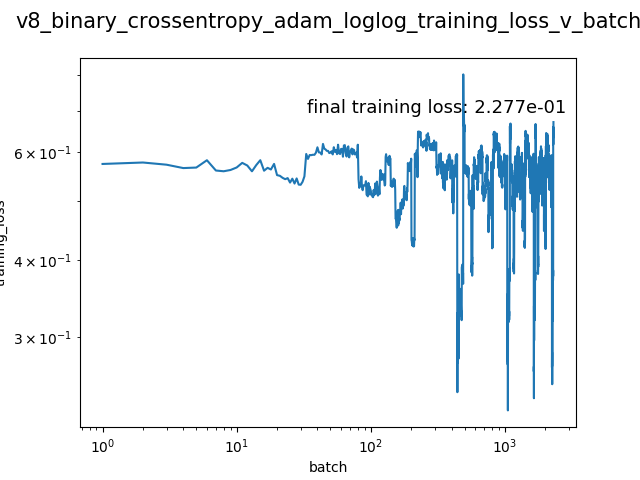 v8_binary_crossentropy_adam_loglog_training_loss_v_batch
final training loss: 2.277e-01
6 × 10⁻¹
4 × 10⁻¹
3 × 10⁻¹
training_loss
10⁰ 10¹ 10² 10³
batch